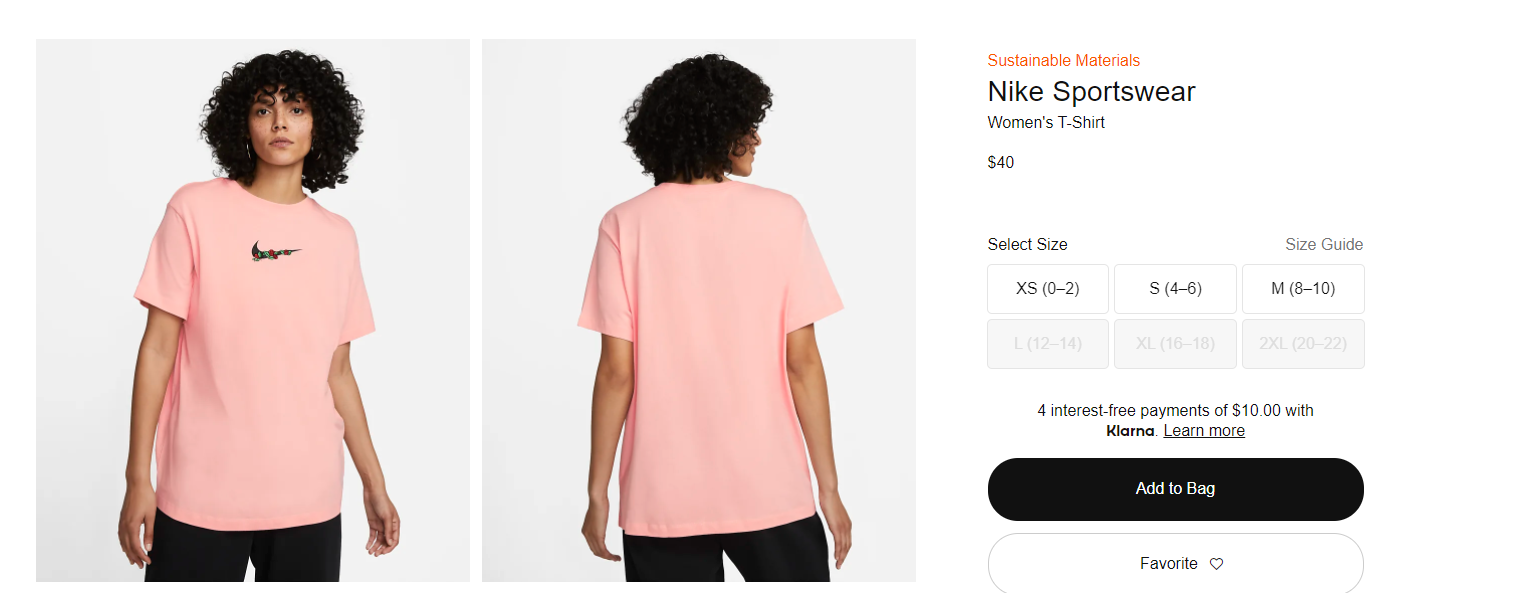 Sustainable Materials
Nike Sportswear
Women's T-Shirt
$40
Select Size
Size Guide
XS (0–2)
S (4–6)
M (8–10)
L (12–14)
XL (16–18)
2XL (20–22)
4 interest-free payments of $10.00 with
Klarna. Learn more
Add to Bag
Favorite